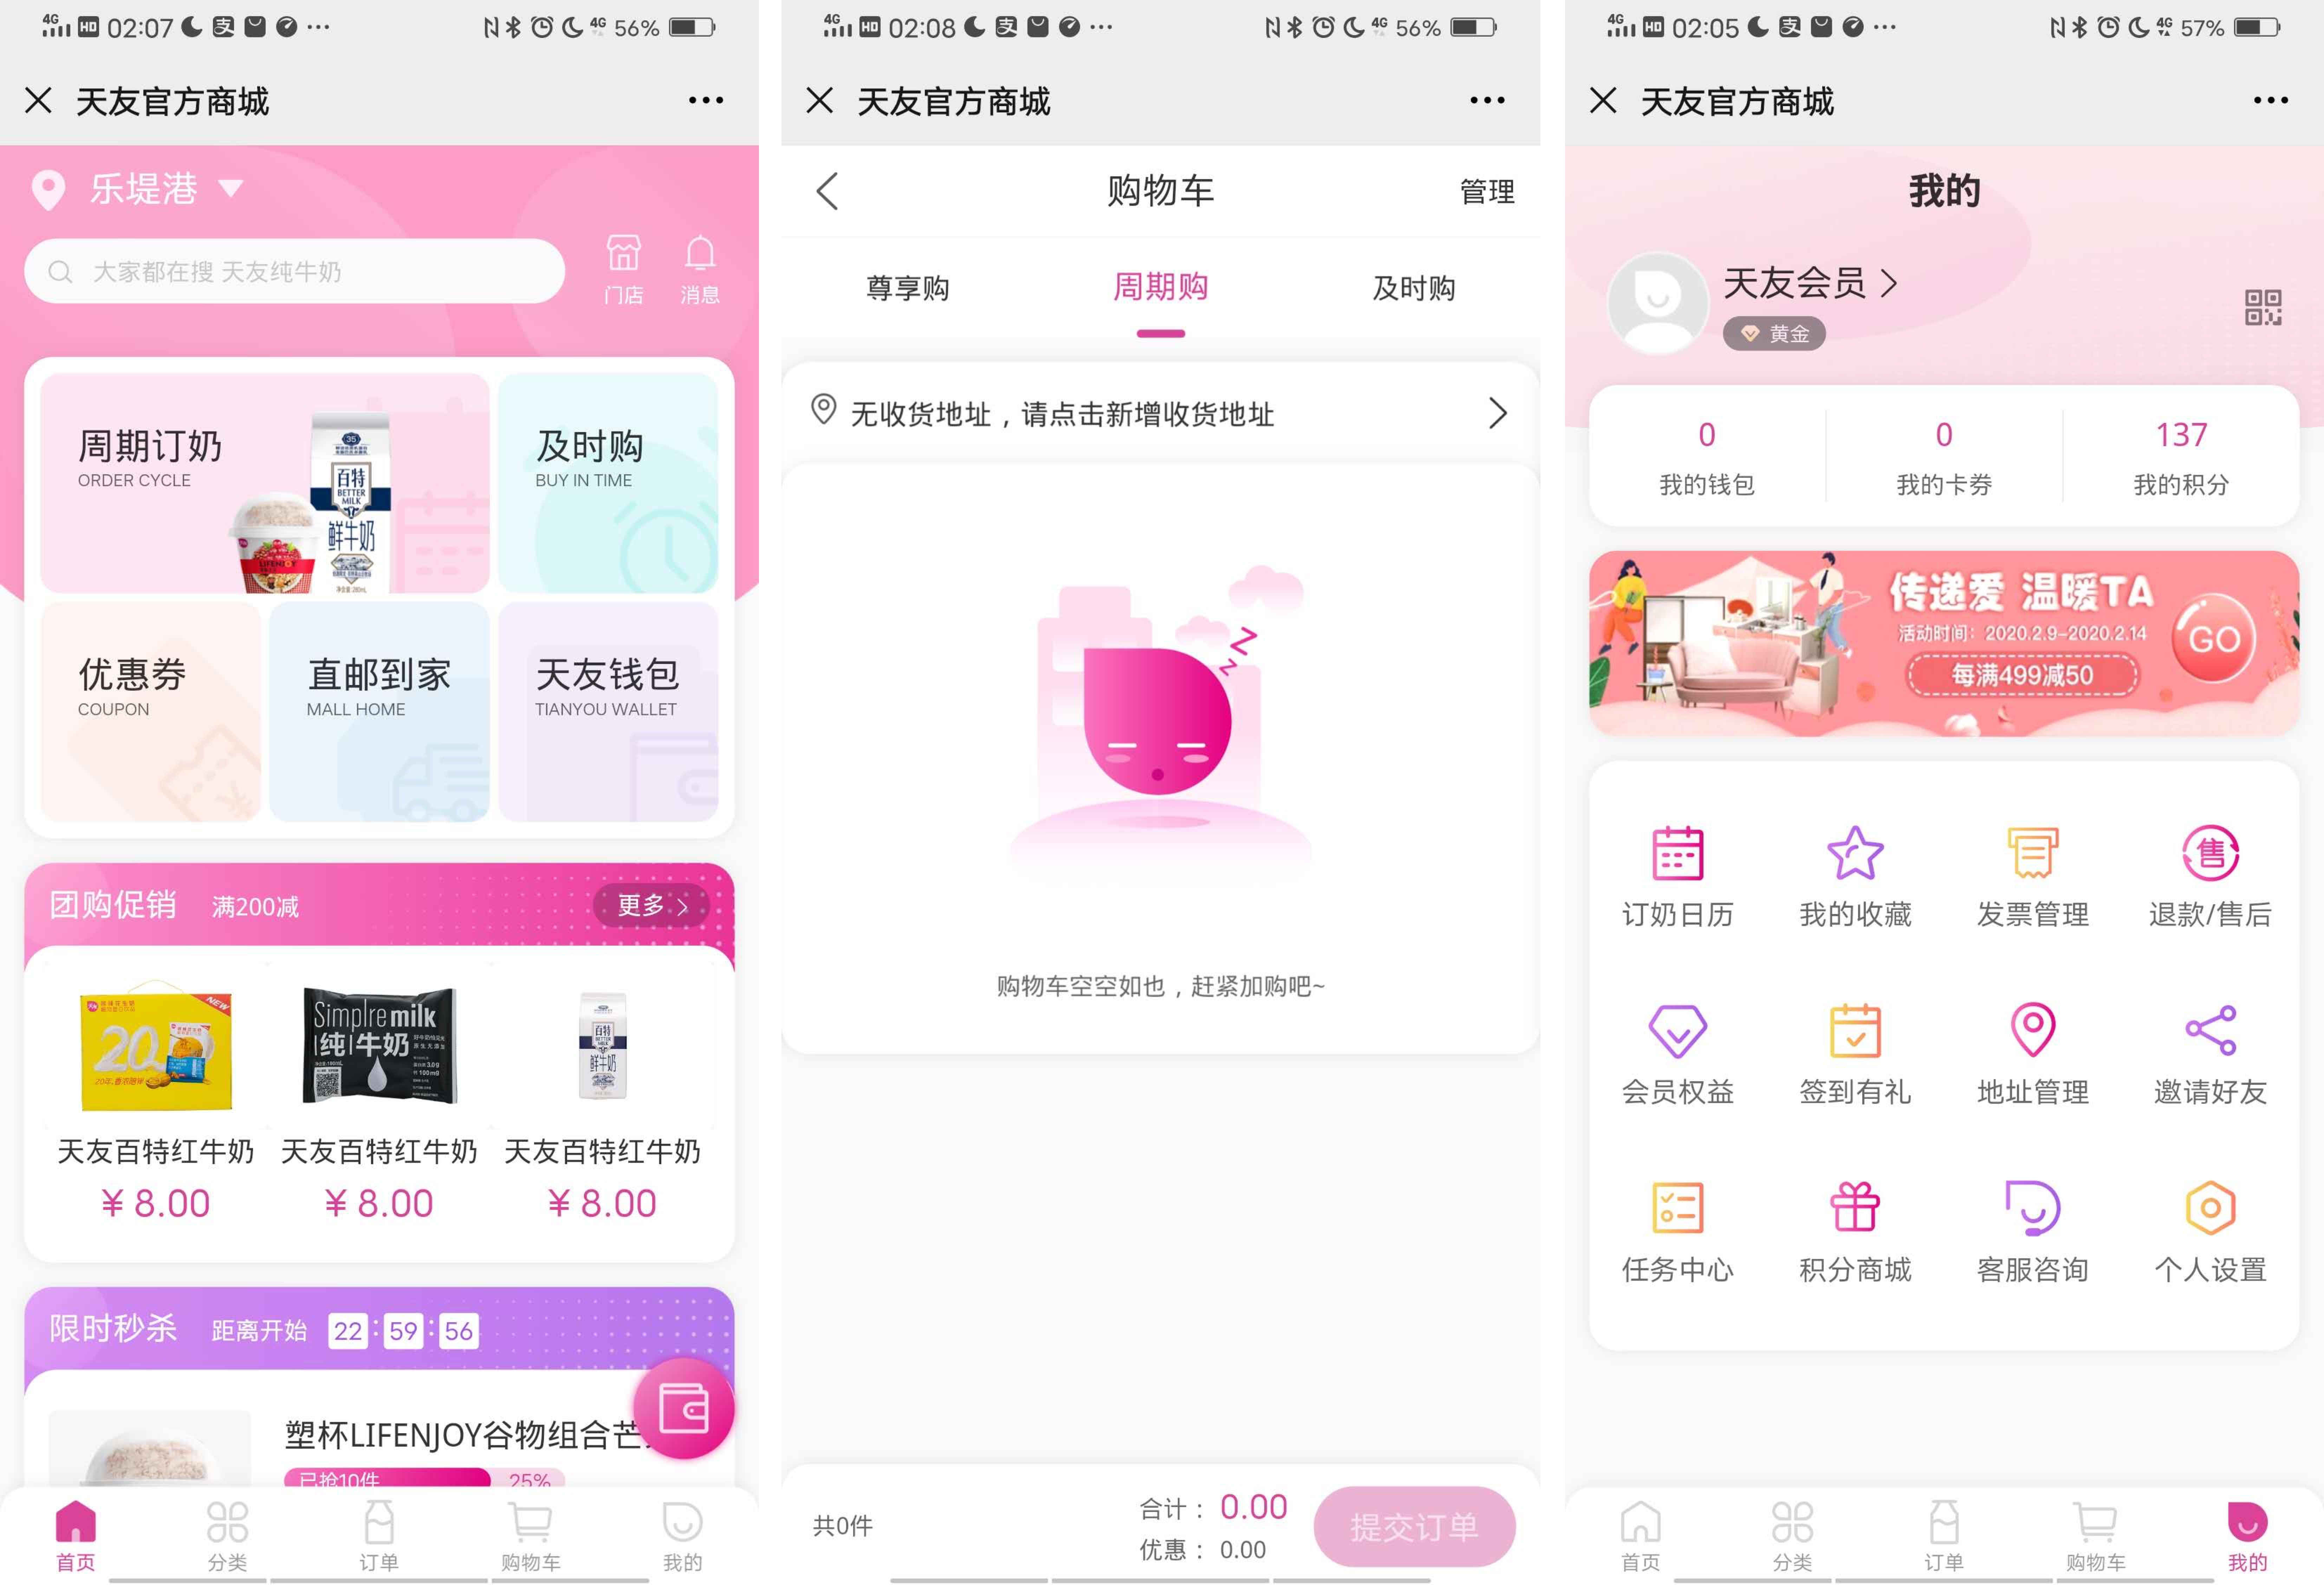 4G HD 02:07 支 ··· 4G 56%
天友官方商城
乐堤港
大家都在搜 天友纯牛奶
门店 消息
周期订奶
ORDER CYCLE
35
百特
BETTER
MILK
鲜牛奶
LIFENJOY
及时购
BUY IN TIME
优惠券
COUPON
直邮到家
MALL HOME
天友钱包
TIANYOU WALLET
团购促销 满200减 更多
NEW
20
Simplre milk
纯 牛奶
百特
鲜牛奶
天友百特红牛奶 天友百特红牛奶 天友百特红牛奶
¥ 8.00 ¥ 8.00 ¥ 8.00
限时秒杀 距离开始 22 : 59 : 56
塑杯LIFENJOY谷物组合芒
已抢10件 25%
首页 分类 订单 购物车 我的
4G HD 02:08 支 ··· 4G 56%
天友官方商城
购物车 管理
尊享购 周期购 及时购
无收货地址，请点击新增收货地址
z
z
购物车空空如也，赶紧加购吧~
共0件
合计： 0.00
优惠： 0.00
提交订单
4G HD 02:05 支 ··· 4G 57%
天友官方商城
我的
天友会员
黄金
0 0 137
我的钱包 我的卡券 我的积分
传递爱 温暖TA
活动时间：2020.2.9-2020.2.14
每满499减50
GO
售
订奶日历 我的收藏 发票管理 退款/售后
会员权益 签到有礼 地址管理 邀请好友
任务中心 积分商城 客服咨询 个人设置
首页 分类 订单 购物车 我的